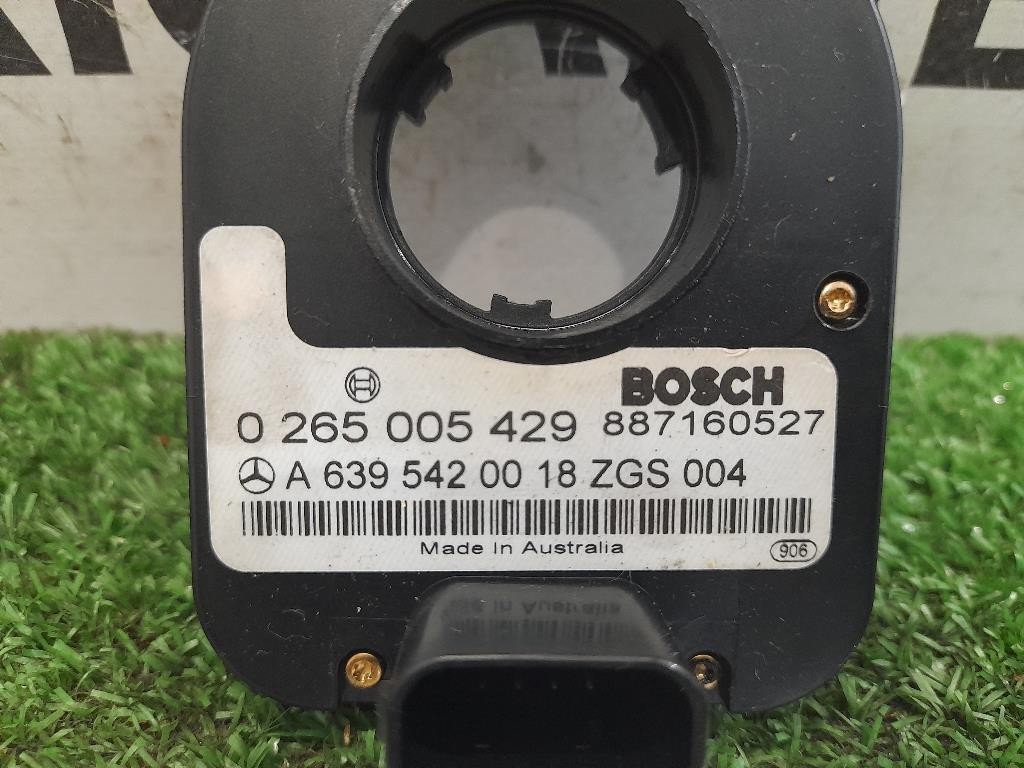 BOSCH
0 265 005 429 887160527
A 639 542 00 18 ZGS 004
Made In Australia 906